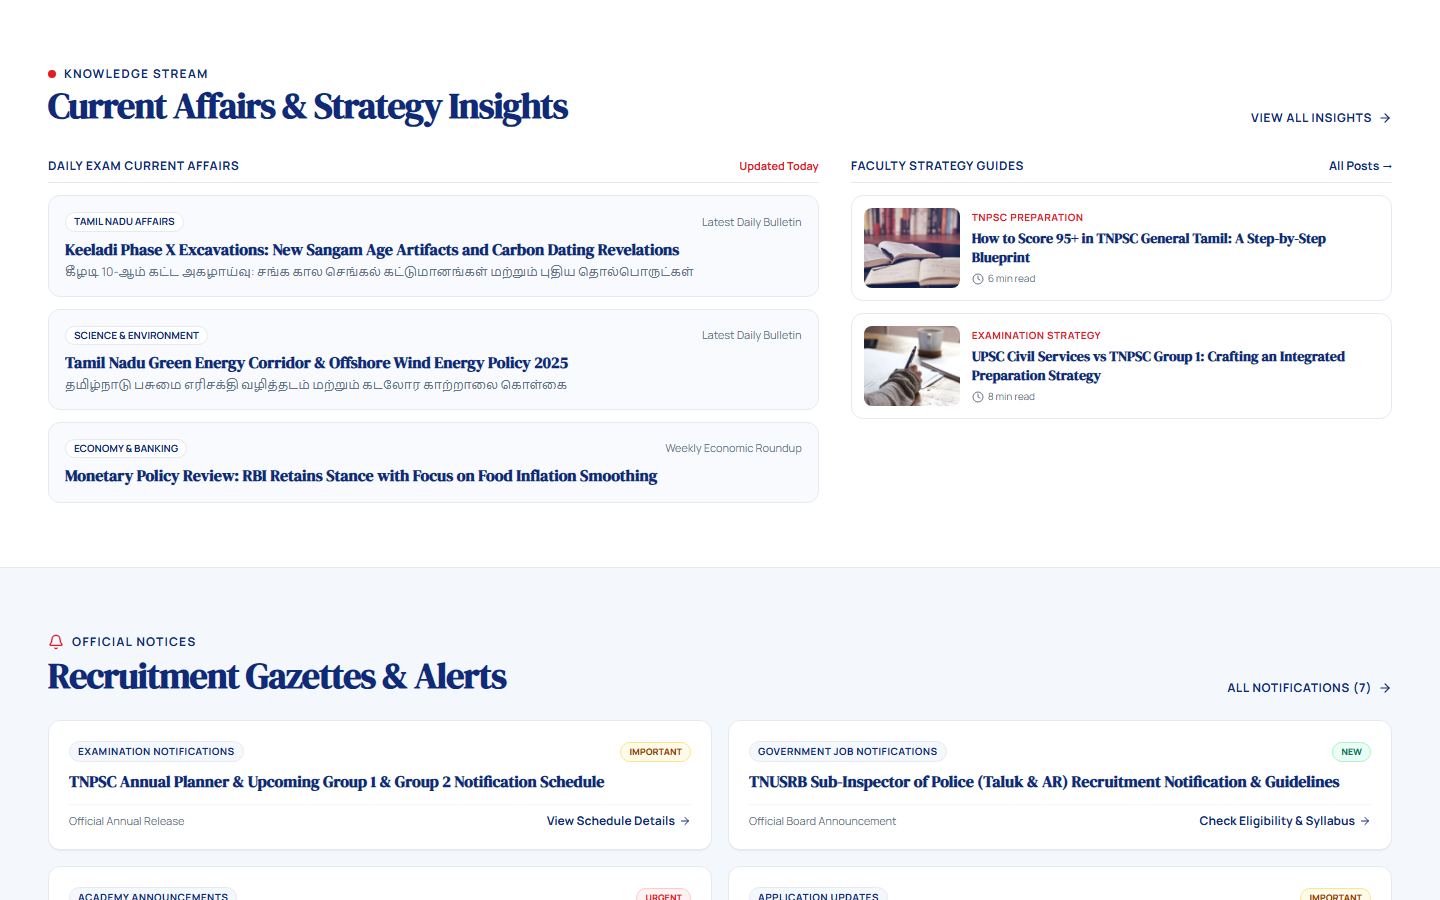 KNOWLEDGE STREAM
Current Affairs & Strategy Insights
VIEW ALL INSIGHTS →
DAILY EXAM CURRENT AFFAIRS
Updated Today
TAMIL NADU AFFAIRS
Latest Daily Bulletin
Keeladi Phase X Excavations: New Sangam Age Artifacts and Carbon Dating Revelations
கீழடி 10-ஆம் கட்ட அகழாய்வு: சங்க கால செங்கல் கட்டுமானங்கள் மற்றும் புதிய தொல்பொருட்கள்
SCIENCE & ENVIRONMENT
Latest Daily Bulletin
Tamil Nadu Green Energy Corridor & Offshore Wind Energy Policy 2025
தமிழ்நாடு பசுமை எரிசக்தி வழித்தடம் மற்றும் கடலோர காற்றாலை கொள்கை
ECONOMY & BANKING
Weekly Economic Roundup
Monetary Policy Review: RBI Retains Stance with Focus on Food Inflation Smoothing
FACULTY STRATEGY GUIDES
All Posts →
TNPSC PREPARATION
How to Score 95+ in TNPSC General Tamil: A Step-by-Step
Blueprint
6 min read
EXAMINATION STRATEGY
UPSC Civil Services vs TNPSC Group 1: Crafting an Integrated
Preparation Strategy
8 min read
OFFICIAL NOTICES
Recruitment Gazettes & Alerts
ALL NOTIFICATIONS (7) →
EXAMINATION NOTIFICATIONS
IMPORTANT
TNPSC Annual Planner & Upcoming Group 1 & Group 2 Notification Schedule
Official Annual Release
View Schedule Details →
GOVERNMENT JOB NOTIFICATIONS
NEW
TNUSRB Sub-Inspector of Police (Taluk & AR) Recruitment Notification & Guidelines
Official Board Announcement
Check Eligibility & Syllabus →
ACADEMY ANNOUNCEMENTS
URGENT
APPLICATION UPDATES
IMPORTANT